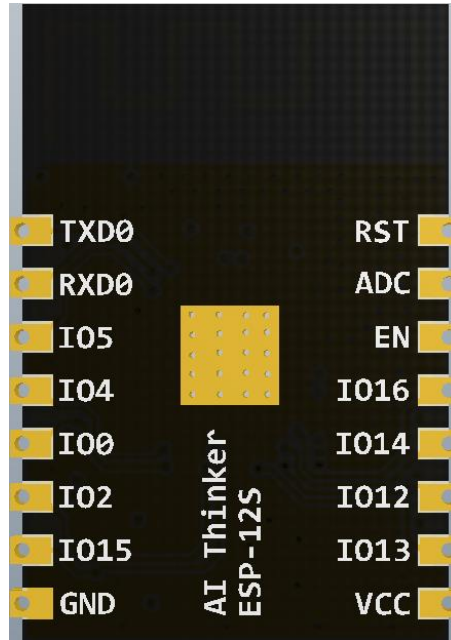 TXD0
RXD0
IO5
IO4
IO0
IO2
IO15
GND
RST
ADC
EN
IO16
IO14
IO12
IO13
VCC
AI Thinker
ESP-12S